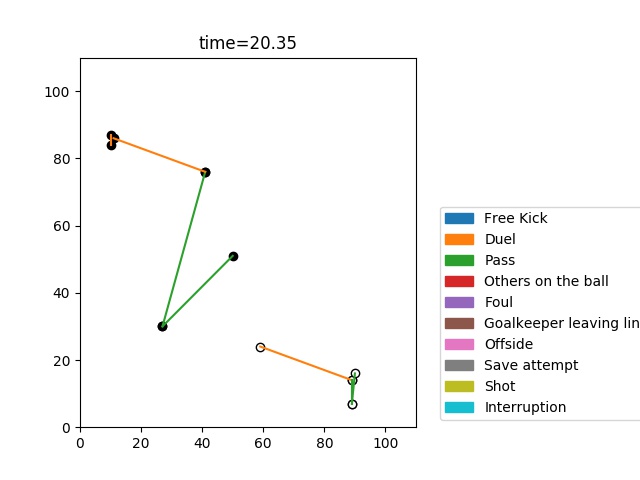 time=20.35
100
80
60
40
20
0
0 20 40 60 80 100
Free Kick
Duel
Pass
Others on the ball
Foul
Goalkeeper leaving lin
Offside
Save attempt
Shot
Interruption